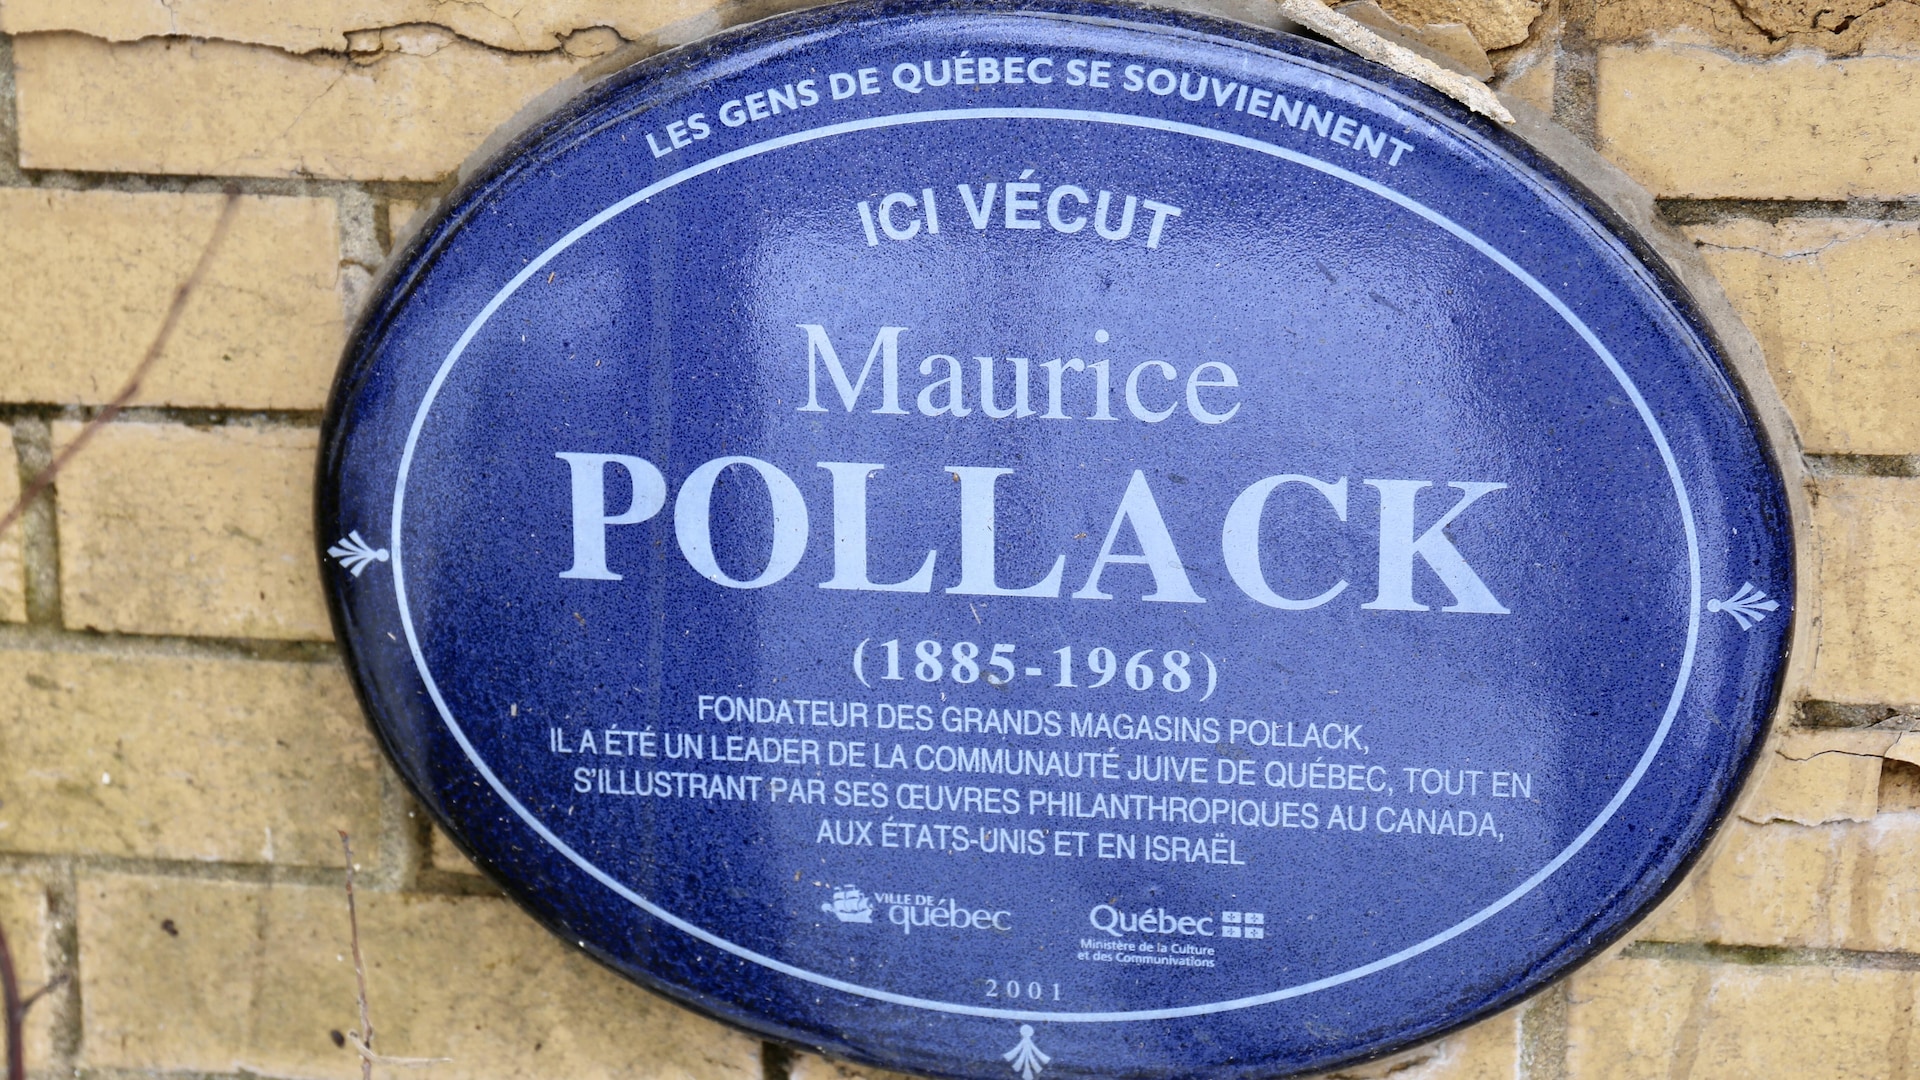 LES GENS DE QUÉBEC SE SOUVIENNENT
ICI VÉCUT
Maurice
POLLACK
(1885-1968)
FONDATEUR DES GRANDS MAGASINS POLLACK,
IL A ÉTÉ UN LEADER DE LA COMMUNAUTÉ JUIVE DE QUÉBEC, TOUT EN
S'ILLUSTRANT PAR SES ŒUVRES PHILANTHROPIQUES AU CANADA,
AUX ÉTATS-UNIS ET EN ISRAËL
VILLE DE
québec
Québec
Ministère de la Culture
et des Communications
2001